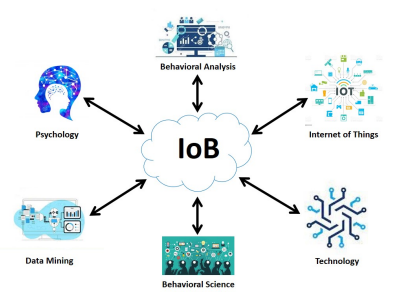 Behavioral Analysis
IOT
Psychology
IoB
Internet of Things
Data Mining
Behavioral Science
Technology